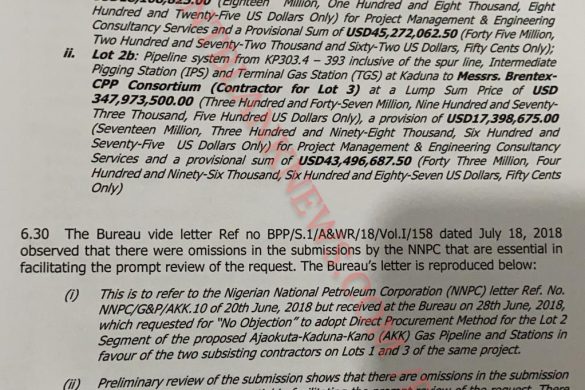 USD18,108,825.00 (Eighteen Million, One Hundred and Eight Thousand, Eight
Hundred and Twenty-Five US Dollars Only) for Project Management & Engineering
Consultancy Services and a Provisional Sum of USD45,272,062.50 (Forty Five Million,
Two Hundred and Seventy-Two Thousand and Sixty-Two US Dollars, Fifty Cents Only);
ii. Lot 2b: Pipeline system from KP303.4 – 393 inclusive of the spur line, Intermediate
Pigging Station (IPS) and Terminal Gas Station (TGS) at Kaduna to Messrs. Brentex-
CPP Consortium (Contractor for Lot 3) at a Lump Sum Price of USD
347,973,500.00 (Three Hundred and Forty-Seven Million, Nine Hundred and Seventy-
Three Thousand, Five Hundred US Dollars Only), a provision of USD17,398,675.00
(Seventeen Million, Three Hundred and Ninety-Eight Thousand, Six Hundred and
Seventy-Five US Dollars Only) for Project Management & Engineering Consultancy
Services and a provisional sum of USD43,496,687.50 (Forty Three Million, Four
Hundred and Ninety-Six Thousand, Six Hundred and Eighty-Seven US Dollars, Fifty Cents
Only)
6.30 The Bureau vide letter Ref no BPP/S.1/A&WR/18/Vol.I/158 dated July 18, 2018
observed that there were omissions in the submissions by the NNPC that are essential in
facilitating the prompt review of the request. The Bureau's letter is reproduced below:
(i) This is to refer to the Nigerian National Petroleum Corporation (NNPC) letter Ref. No.
NNPC/G&P/AKK.10 of 20th June, 2018 but received at the Bureau on 28th June, 2018,
which requested for "No Objection" to adopt Direct Procurement Method for the Lot 2
Segment of the proposed Ajaokuta-Kaduna-Kano (AKK) Gas Pipeline and Stations in
favour of the two subsisting contractors on Lots 1 and 3 of the same project.
(ii) Preliminary review of the submission shows that there are omissions in the submission